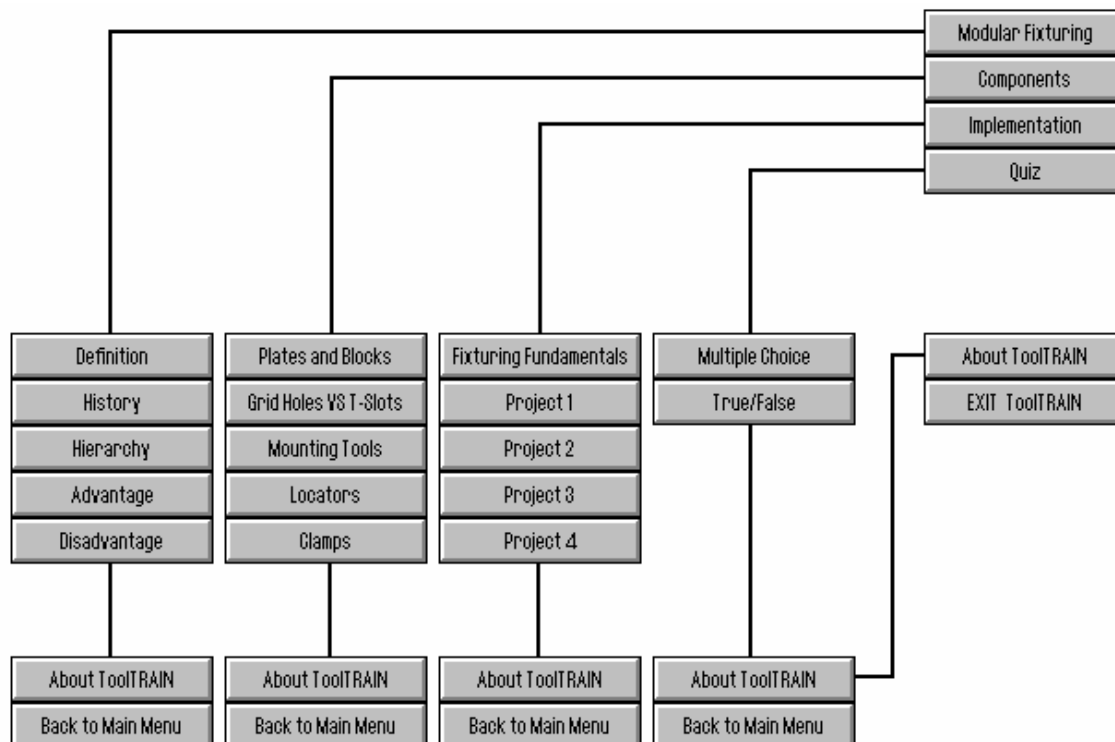 Modular Fixturing
Components
Implementation
Quiz
Definition
History
Hierarchy
Advantage
Disadvantage
Plates and Blocks
Grid Holes VS T-Slots
Mounting Tools
Locators
Clamps
Fixturing Fundamentals
Project 1
Project 2
Project 3
Project 4
Multiple Choice
True/False
About ToolTRAIN
EXIT ToolTRAIN
About ToolTRAIN
Back to Main Menu
About ToolTRAIN
Back to Main Menu
About ToolTRAIN
Back to Main Menu
About ToolTRAIN
Back to Main Menu